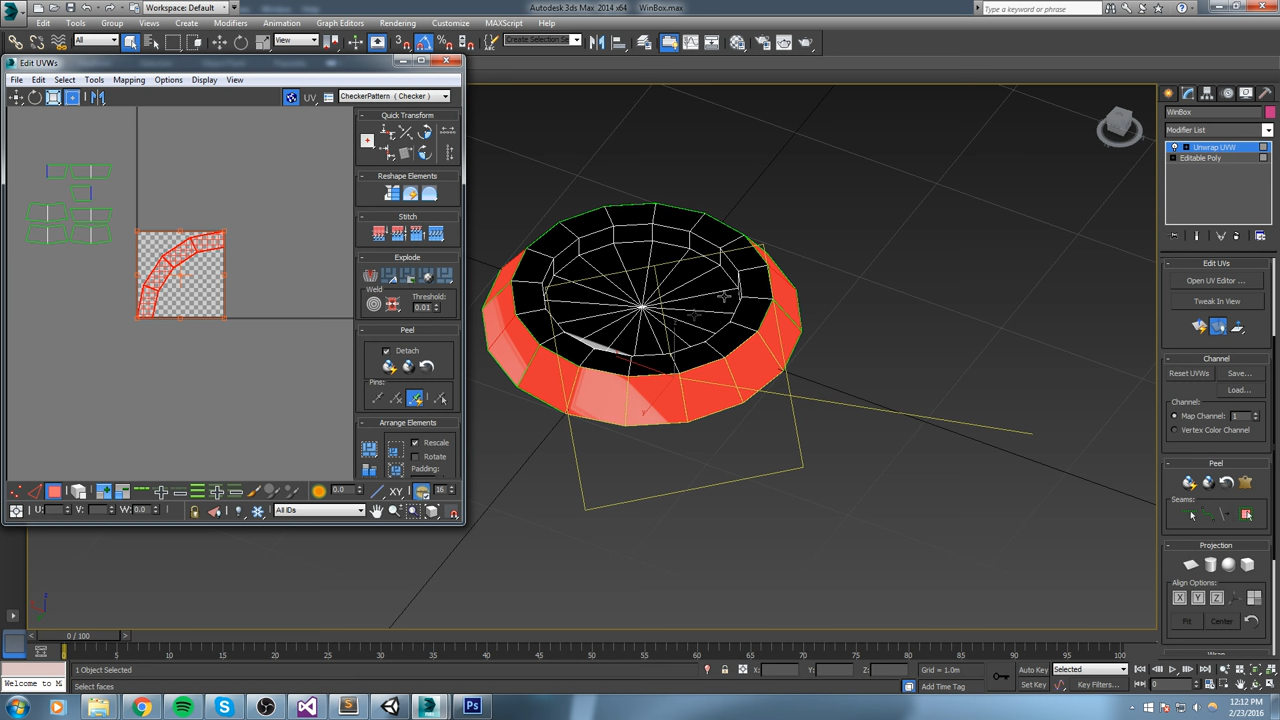 Workspace: Default
Autodesk 3ds Max 2014 x64
WinBox.max
Type a keyword or phrase
Edit Tools Group Views Create Modifiers Animation Graph Editors Rendering Customize MAXScript Help
All
View
Create Selection Se
Edit UVWs
File Edit Select Tools Mapping Options Display View
UV
CheckerPattern ( Checker )
Quick Transform
Reshape Elements
Stitch
Explode
Weld
Threshold:
0.01
Peel
Detach
Pins:
Arrange Elements
Rescale
Rotate
Padding:
0.0
XY
16
U:
V:
W: 0.0
All IDs
WinBox
Modifier List
Unwrap UVW
Editable Poly
Edit UVs
Open UV Editor ...
Tweak In View
Channel
Reset UVWs
Save...
Load...
Channel:
Map Channel: 1
Vertex Color Channel
Peel
Seams:
Projection
Align Options:
X Y Z
Fit
Center
Wrap
0 / 100
0 5 10 15 20 25 30 35 40 45 50 55 60 65 70 75 80 85 90 95 100
1 Object Selected
X:
Y:
Z:
Grid = 1.0m
Auto Key
Selected
Welcome to M
Select faces
Add Time Tag
Set Key
Key Filters...
0
12:12 PM
2/23/2016